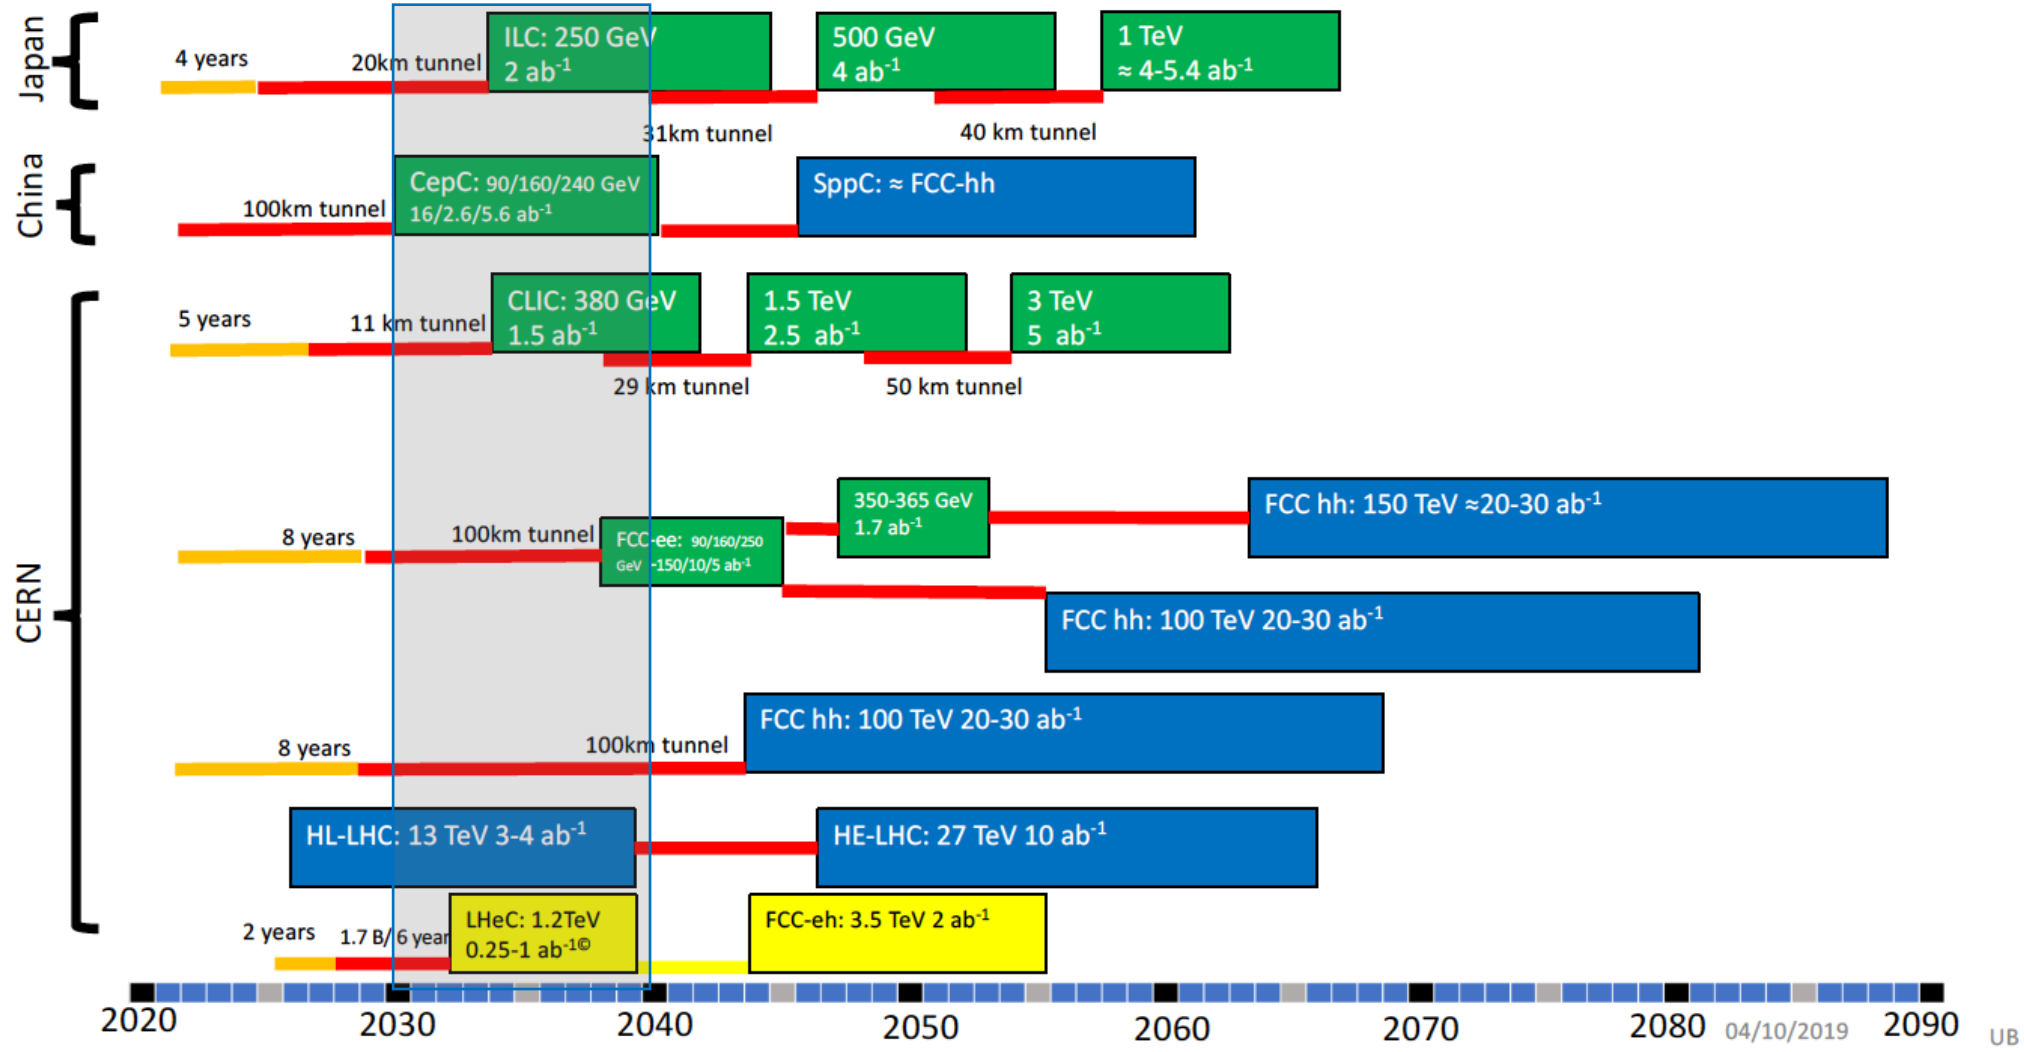 Japan
4 years
20km tunnel
ILC: 250 GeV
2 ab⁻¹
500 GeV
4 ab⁻¹
1 TeV
≈ 4-5.4 ab⁻¹
31km tunnel
40 km tunnel
China
100km tunnel
CepC: 90/160/240 GeV
16/2.6/5.6 ab⁻¹
SppC: ≈ FCC-hh
CERN
5 years
11 km tunnel
CLIC: 380 GeV
1.5 ab⁻¹
1.5 TeV
2.5 ab⁻¹
3 TeV
5 ab⁻¹
29 km tunnel
50 km tunnel
8 years
100km tunnel
FCC-ee: 90/160/250
GeV -150/10/5 ab⁻¹
350-365 GeV
1.7 ab⁻¹
FCC hh: 150 TeV ≈20-30 ab⁻¹
FCC hh: 100 TeV 20-30 ab⁻¹
8 years
100km tunnel
FCC hh: 100 TeV 20-30 ab⁻¹
HL-LHC: 13 TeV 3-4 ab⁻¹
HE-LHC: 27 TeV 10 ab⁻¹
2 years
1.7 B/ 6 year
LHeC: 1.2TeV
0.25-1 ab⁻¹©
FCC-eh: 3.5 TeV 2 ab⁻¹
2020 2030 2040 2050 2060 2070 2080 2090
04/10/2019
UB